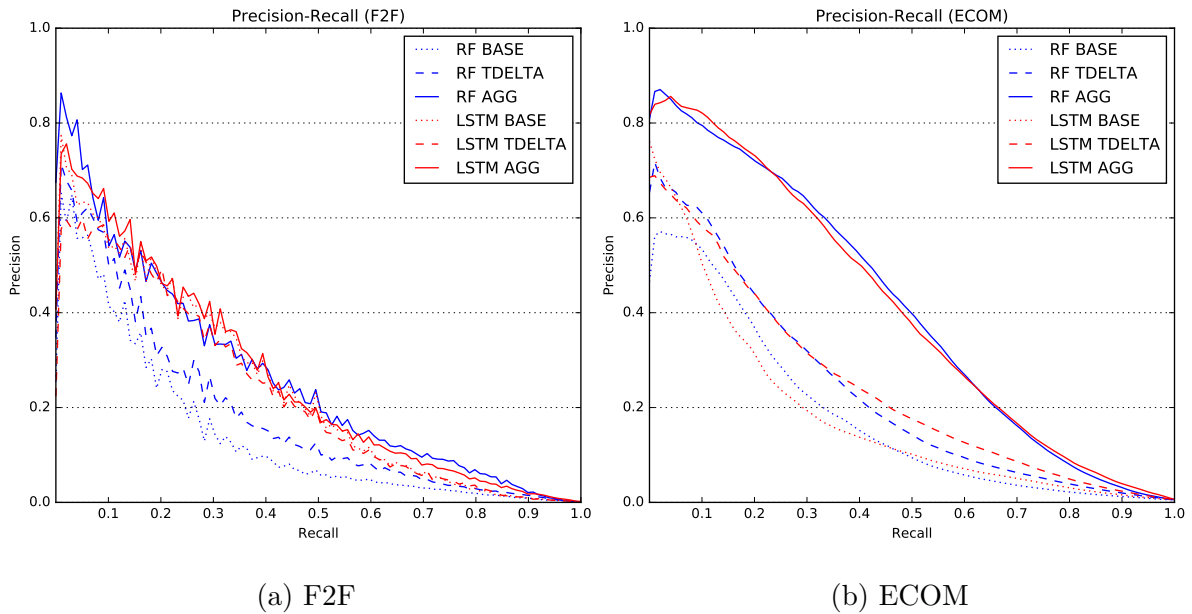 Precision-Recall (F2F)
1.0
0.8
0.6
0.4
0.2
0.0
Precision
RF BASE
RF TDELTA
RF AGG
LSTM BASE
LSTM TDELTA
LSTM AGG
0.1 0.2 0.3 0.4 0.5 0.6 0.7 0.8 0.9 1.0
Recall
(a) F2F
Precision-Recall (ECOM)
1.0
0.8
0.6
0.4
0.2
0.0
Precision
RF BASE
RF TDELTA
RF AGG
LSTM BASE
LSTM TDELTA
LSTM AGG
0.1 0.2 0.3 0.4 0.5 0.6 0.7 0.8 0.9 1.0
Recall
(b) ECOM